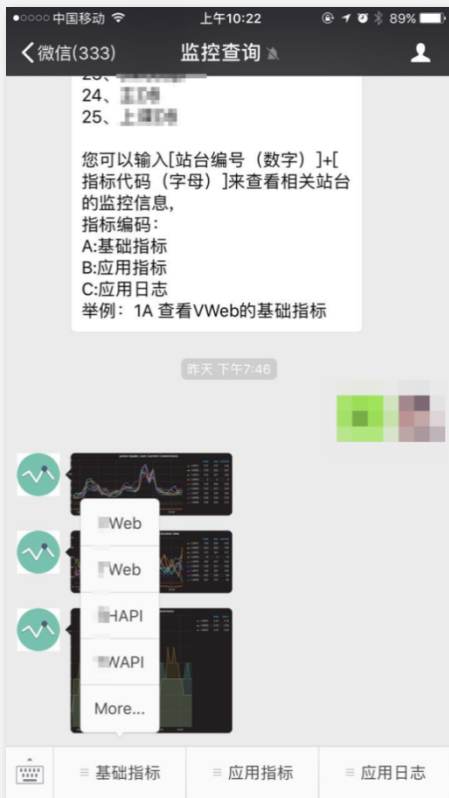 中国移动 上午10:22 89%
微信(333) 监控查询
24、
25、
您可以输入[站台编号（数字）]+[
指标代码（字母）]来查看相关站台
的监控信息,
指标编码：
A:基础指标
B:应用指标
C:应用日志
举例：1A 查看VWeb的基础指标
昨天 下午7:46
Web
Web
HAPI
WAPI
More...
基础指标 应用指标 应用日志